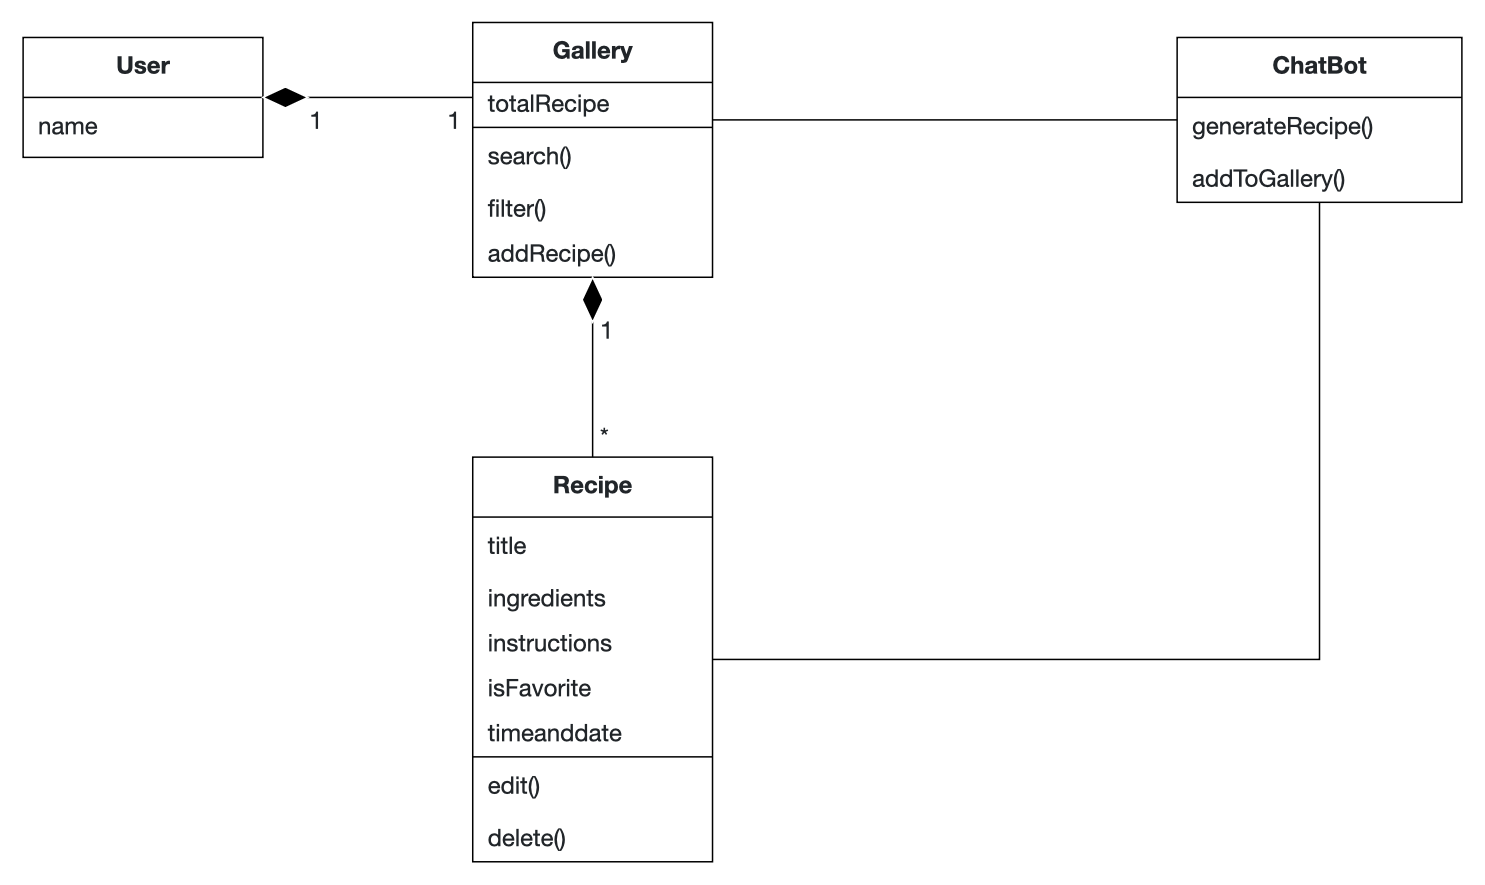 User
name
1
1
Gallery
totalRecipe
search()
filter()
addRecipe()
1
*
Recipe
title
ingredients
instructions
isFavorite
timeanddate
edit()
delete()
ChatBot
generateRecipe()
addToGallery()